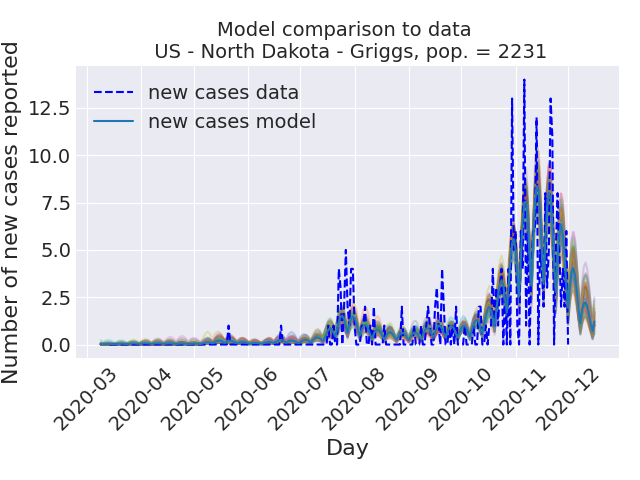 Model comparison to data
US - North Dakota - Griggs, pop. = 2231
Number of new cases reported
12.5
10.0
7.5
5.0
2.5
0.0
new cases data
new cases model
2020-03
2020-04
2020-05
2020-06
2020-07
2020-08
2020-09
2020-10
2020-11
2020-12
Day